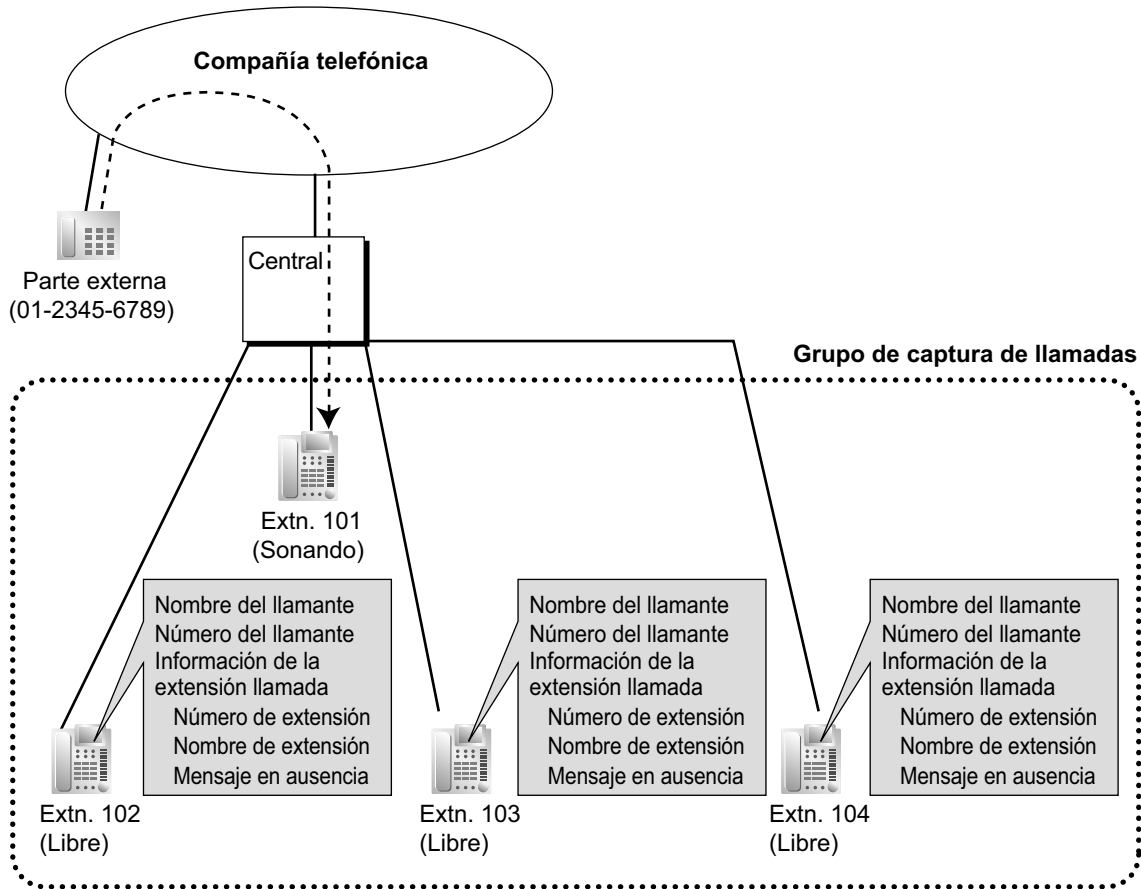 Compañía telefónica
Parte externa
(01-2345-6789)
Central
Grupo de captura de llamadas
Extn. 101
(Sonando)
Nombre del llamante
Número del llamante
Información de la
extensión llamada
Número de extensión
Nombre de extensión
Mensaje en ausencia
Extn. 102
(Libre)
Nombre del llamante
Número del llamante
Información de la
extensión llamada
Número de extensión
Nombre de extensión
Mensaje en ausencia
Extn. 103
(Libre)
Nombre del llamante
Número del llamante
Información de la
extensión llamada
Número de extensión
Nombre de extensión
Mensaje en ausencia
Extn. 104
(Libre)